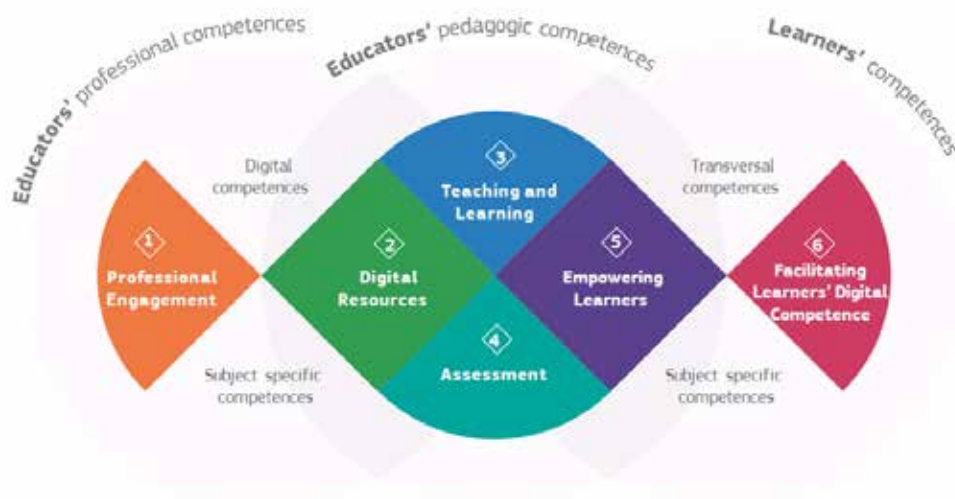 Educators' professional competences
Educators' pedagogic competences
Learners' competences
Digital
competences
Transversal
competences
1
Professional
Engagement
2
Digital
Resources
3
Teaching and
Learning
4
Assessment
5
Empowering
Learners
6
Facilitating
Learners' Digital
Competence
Subject specific
competences
Subject specific
competences